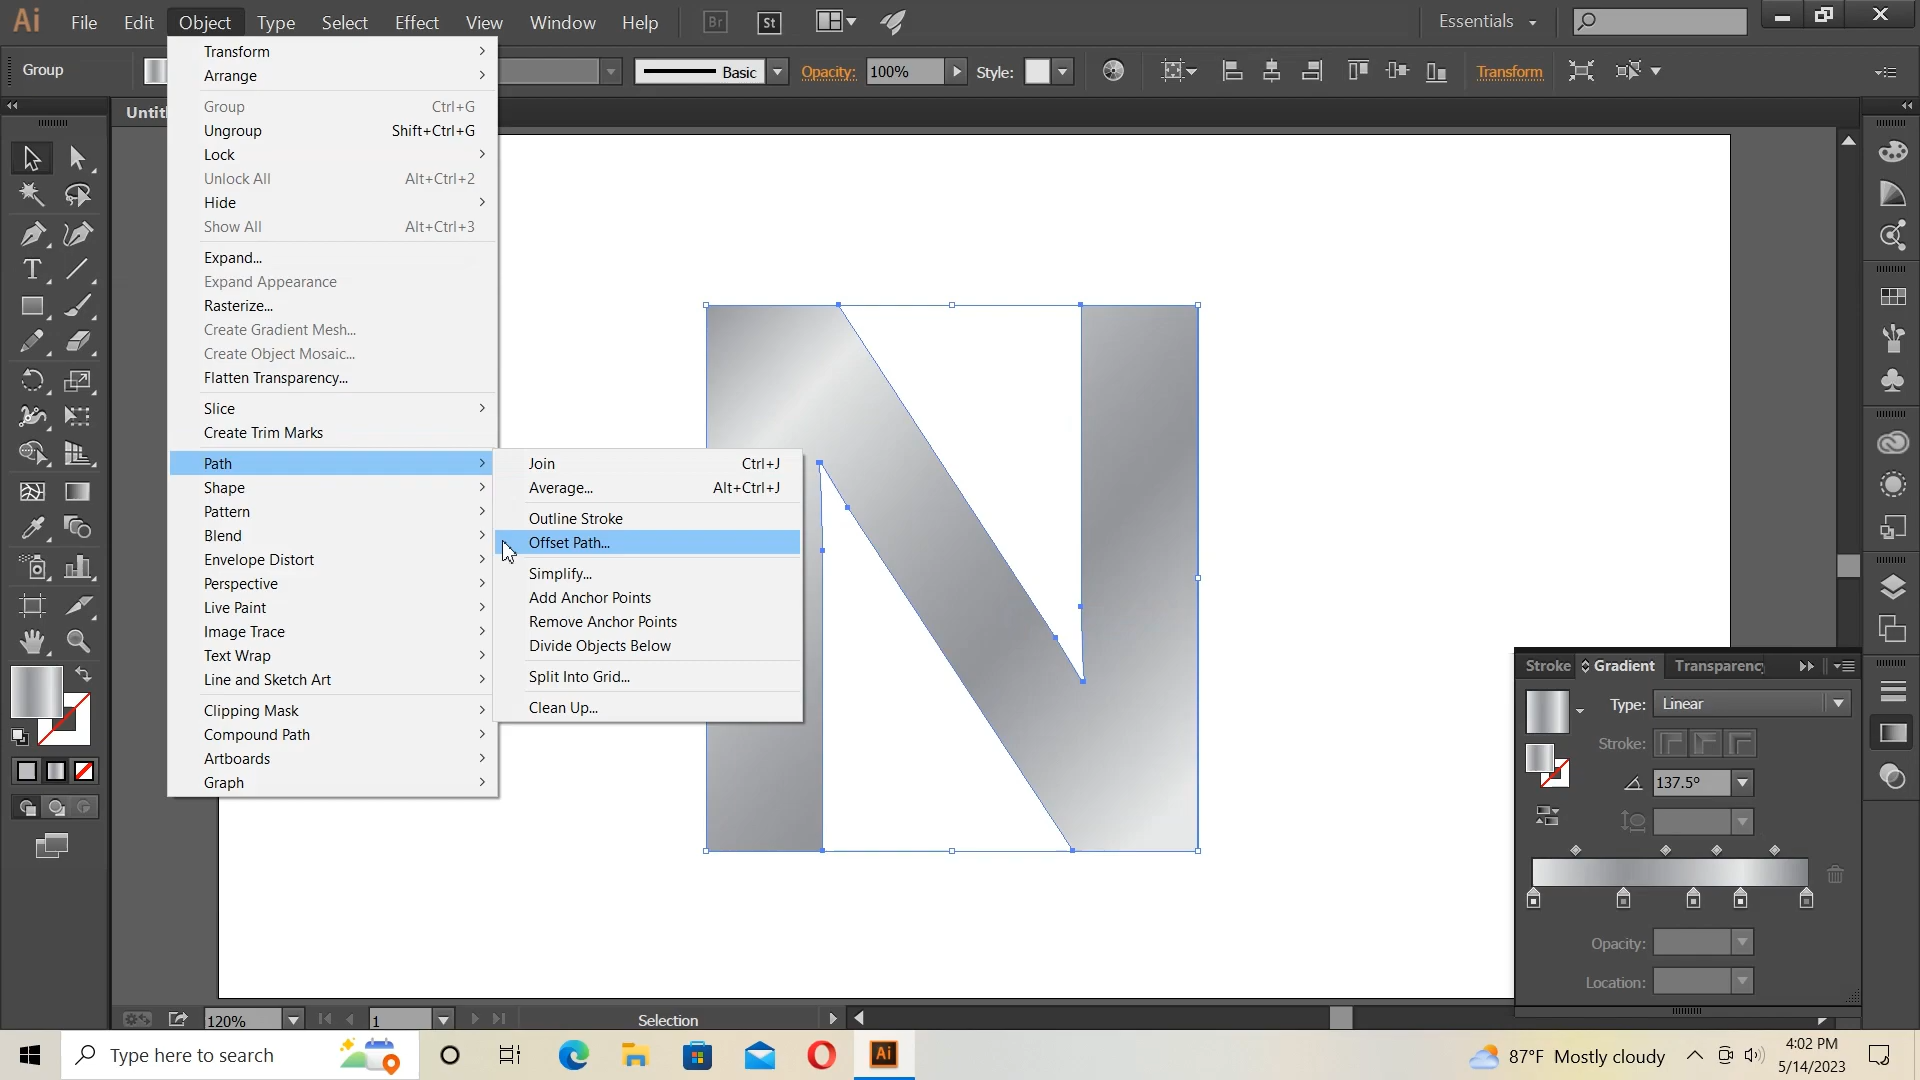 Ai File Edit Object Type Select Effect View Window Help Br St Essentials
Group Basic Opacity: 100% Style: Transform
Transform
Arrange
Group Ctrl+G
Ungroup Shift+Ctrl+G
Lock
Unlock All Alt+Ctrl+2
Hide
Show All Alt+Ctrl+3
Expand...
Expand Appearance
Rasterize...
Create Gradient Mesh...
Create Object Mosaic...
Flatten Transparency...
Slice
Create Trim Marks
Path
Shape
Pattern
Blend
Envelope Distort
Perspective
Live Paint
Image Trace
Text Wrap
Line and Sketch Art
Clipping Mask
Compound Path
Artboards
Graph
Join Ctrl+J
Average... Alt+Ctrl+J
Outline Stroke
Offset Path...
Simplify...
Add Anchor Points
Remove Anchor Points
Divide Objects Below
Split Into Grid...
Clean Up...
N
Stroke Gradient Transparenc
Type: Linear
Stroke:
137.5°
Opacity:
Location:
120% 1 Selection
Type here to search Ai 87°F Mostly cloudy 4:02 PM
5/14/2023